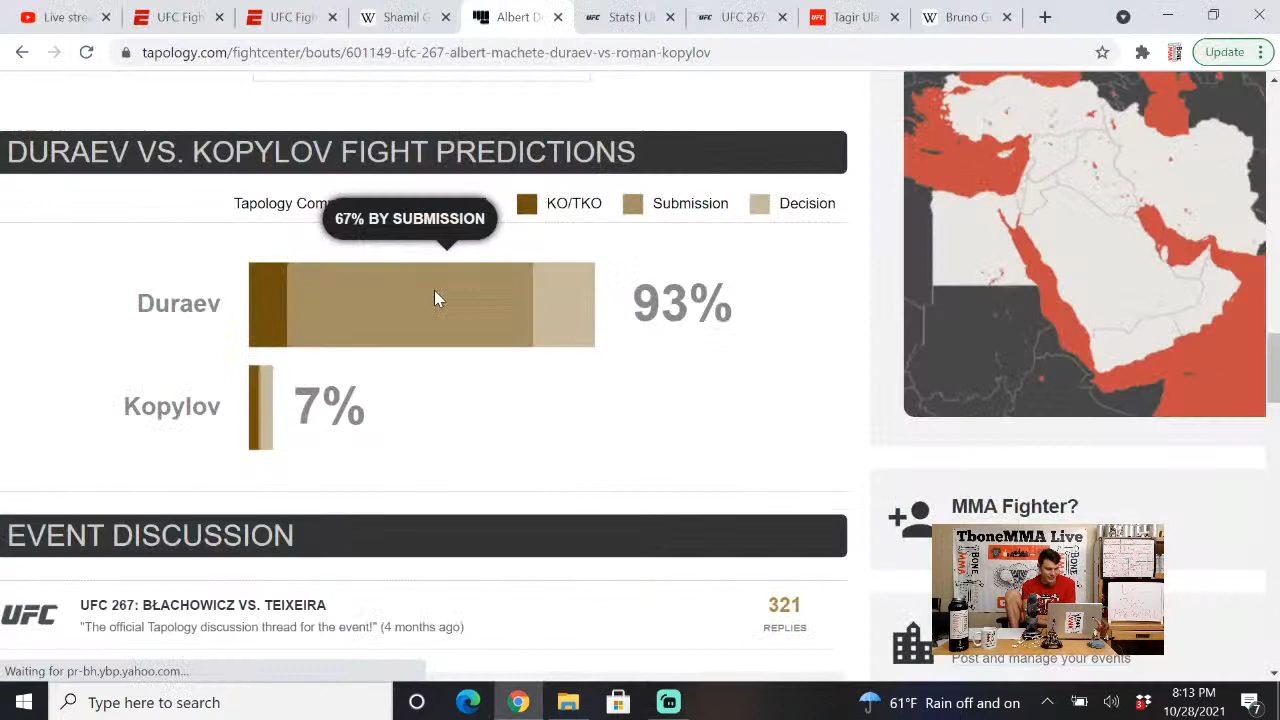 Live stre
UFC Figh
UFC Figh
Shamil
Albert D
Stats | U
UFC 267
Tagir Ula
Bruno G
tapology.com/fightcenter/bouts/601149-ufc-267-albert-machete-duraev-vs-roman-kopylov
Update
DURAEV VS. KOPYLOV FIGHT PREDICTIONS
Tapology Com
KO/TKO
Submission
Decision
67% BY SUBMISSION
Duraev
93%
Kopylov
7%
EVENT DISCUSSION
UFC
UFC 267: BŁACHOWICZ VS. TEIXEIRA
"The official Tapology discussion thread for the event!" (4 months ago)
321
REPLIES
MMA Fighter?
TboneMMA Live
Post and manage your events
Waiting for pr-bh.ybp.yahoo.com...
Type here to search
61°F Rain off and on
8:13 PM
10/28/2021
3
7